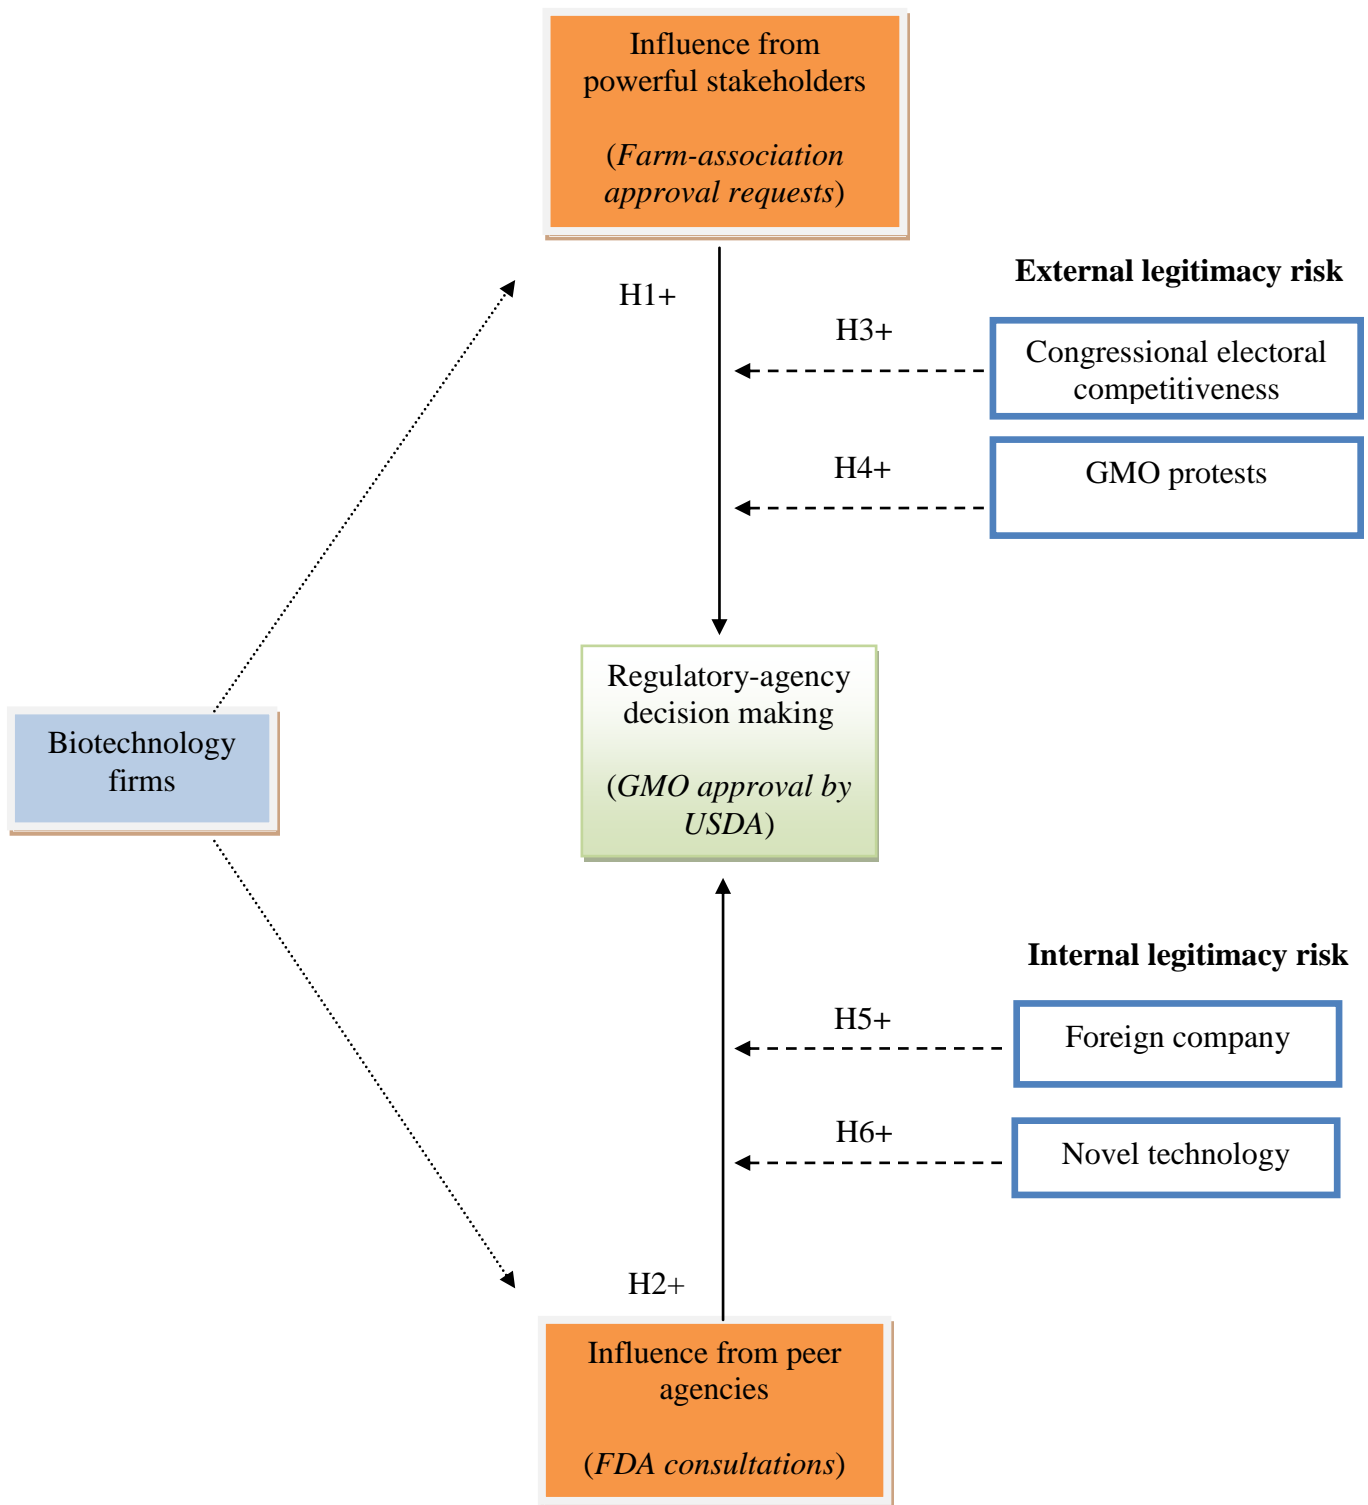 Influence from
powerful stakeholders
(Farm-association
approval requests)
External legitimacy risk
H1+
H3+
Congressional electoral
competitiveness
H4+
GMO protests
Regulatory-agency
decision making
(GMO approval by
USDA)
Biotechnology
firms
Internal legitimacy risk
H5+
Foreign company
H6+
Novel technology
H2+
Influence from peer
agencies
(FDA consultations)